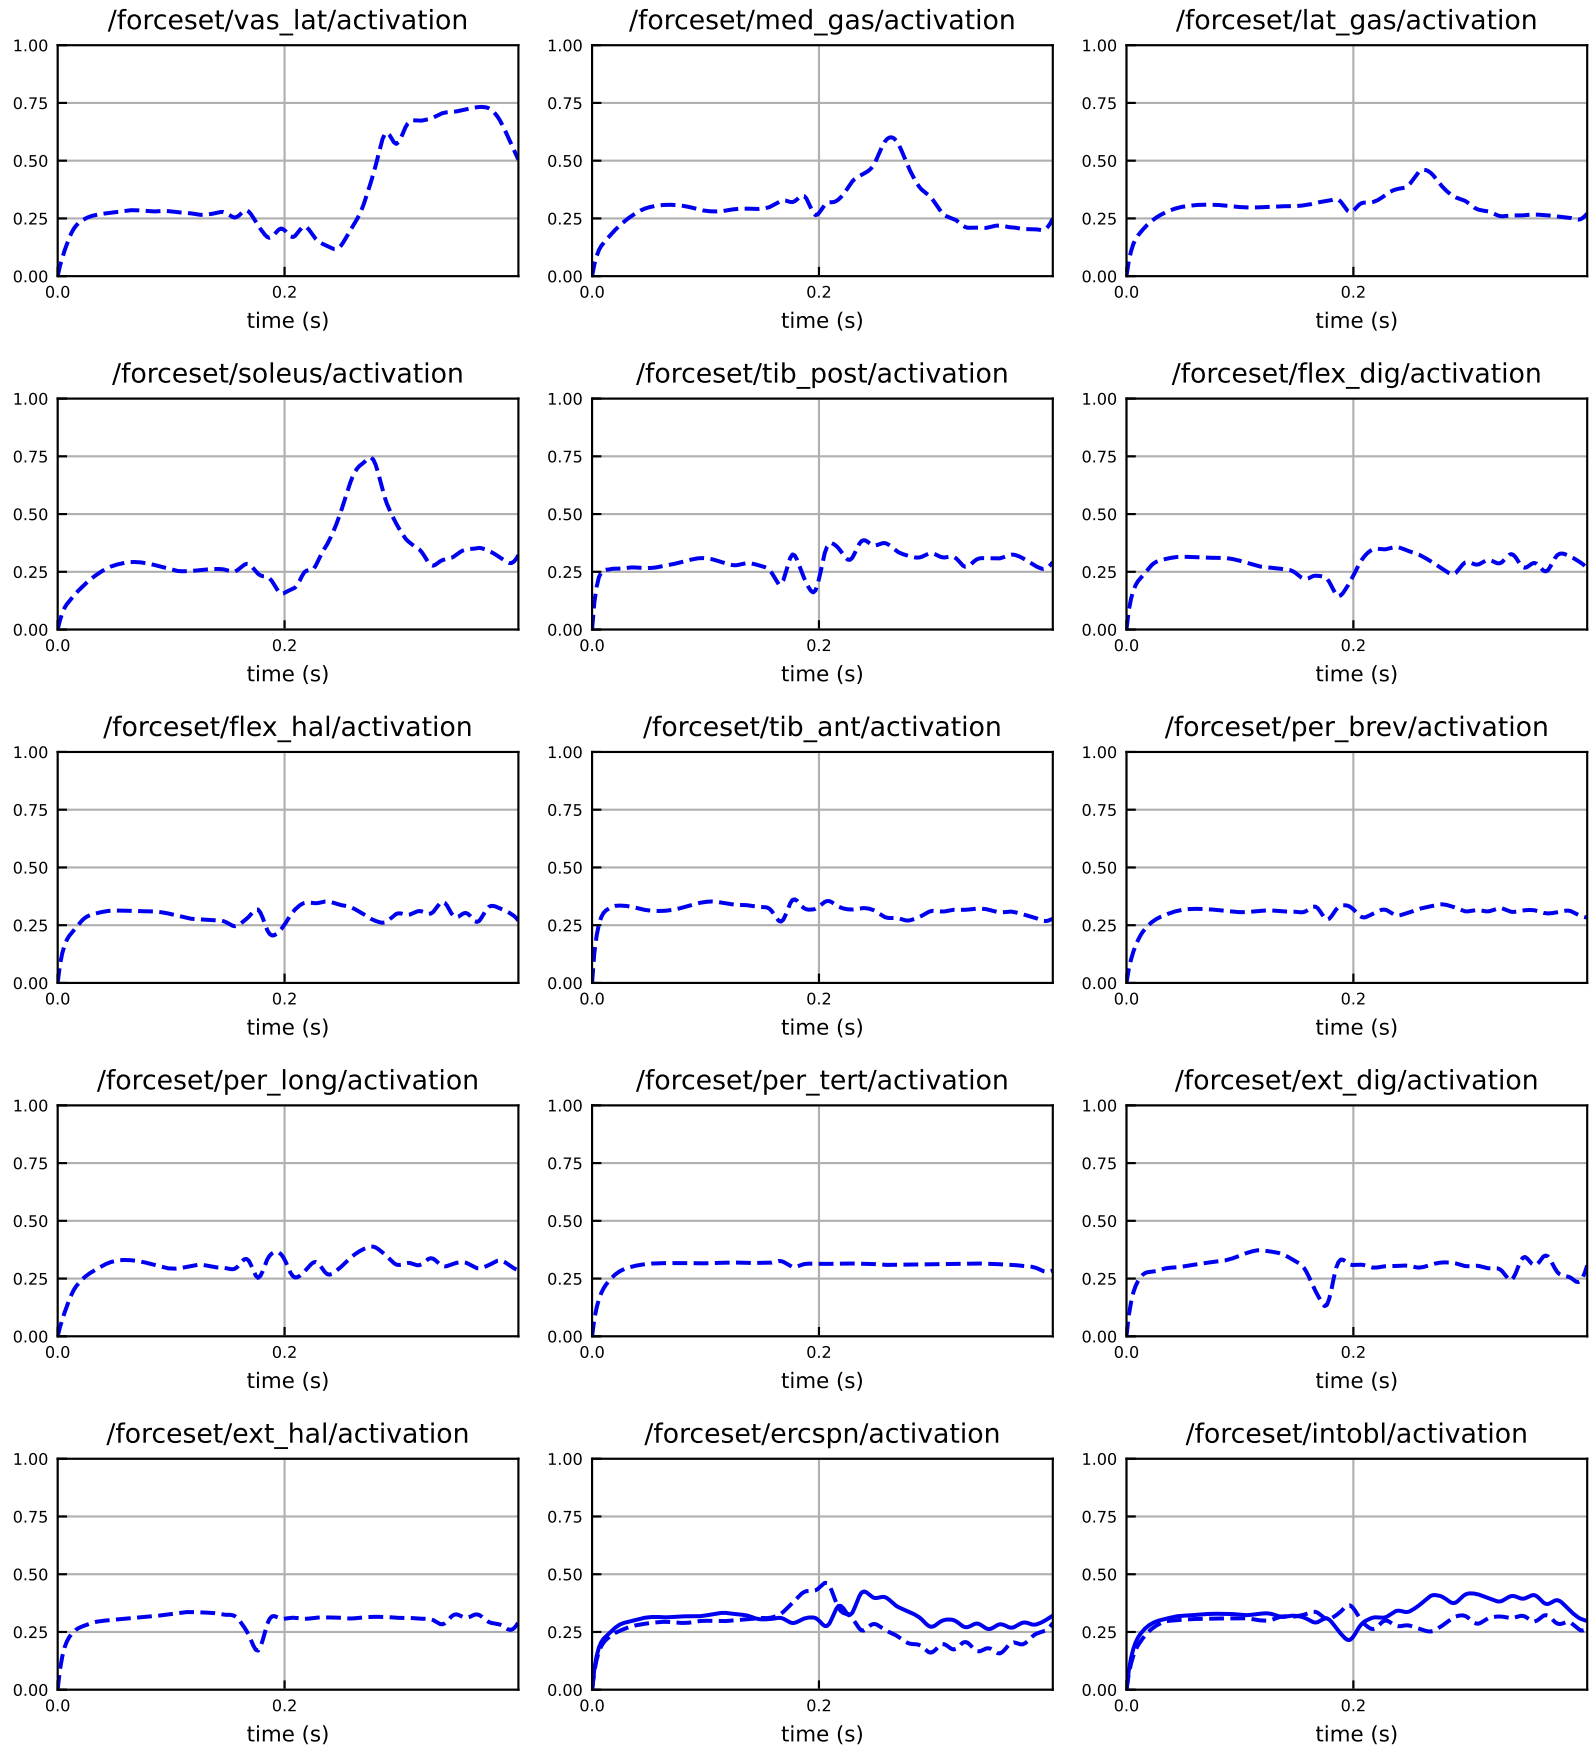 /forceset/vas_lat/activation /forceset/med_gas/activation /forceset/lat_gas/activation
1.00 1.00 1.00
0.75 0.75 0.75
0.50 0.50 0.50
0.25 0.25 0.25
0.00 0.00 0.00
0.0 0.2 0.0 0.2 0.0 0.2
time (s) time (s) time (s)
/forceset/soleus/activation /forceset/tib_post/activation /forceset/flex_dig/activation
1.00 1.00 1.00
0.75 0.75 0.75
0.50 0.50 0.50
0.25 0.25 0.25
0.00 0.00 0.00
0.0 0.2 0.0 0.2 0.0 0.2
time (s) time (s) time (s)
/forceset/flex_hal/activation /forceset/tib_ant/activation /forceset/per_brev/activation
1.00 1.00 1.00
0.75 0.75 0.75
0.50 0.50 0.50
0.25 0.25 0.25
0.00 0.00 0.00
0.0 0.2 0.0 0.2 0.0 0.2
time (s) time (s) time (s)
/forceset/per_long/activation /forceset/per_tert/activation /forceset/ext_dig/activation
1.00 1.00 1.00
0.75 0.75 0.75
0.50 0.50 0.50
0.25 0.25 0.25
0.00 0.00 0.00
0.0 0.2 0.0 0.2 0.0 0.2
time (s) time (s) time (s)
/forceset/ext_hal/activation /forceset/ercspn/activation /forceset/intobl/activation
1.00 1.00 1.00
0.75 0.75 0.75
0.50 0.50 0.50
0.25 0.25 0.25
0.00 0.00 0.00
0.0 0.2 0.0 0.2 0.0 0.2
time (s) time (s) time (s)